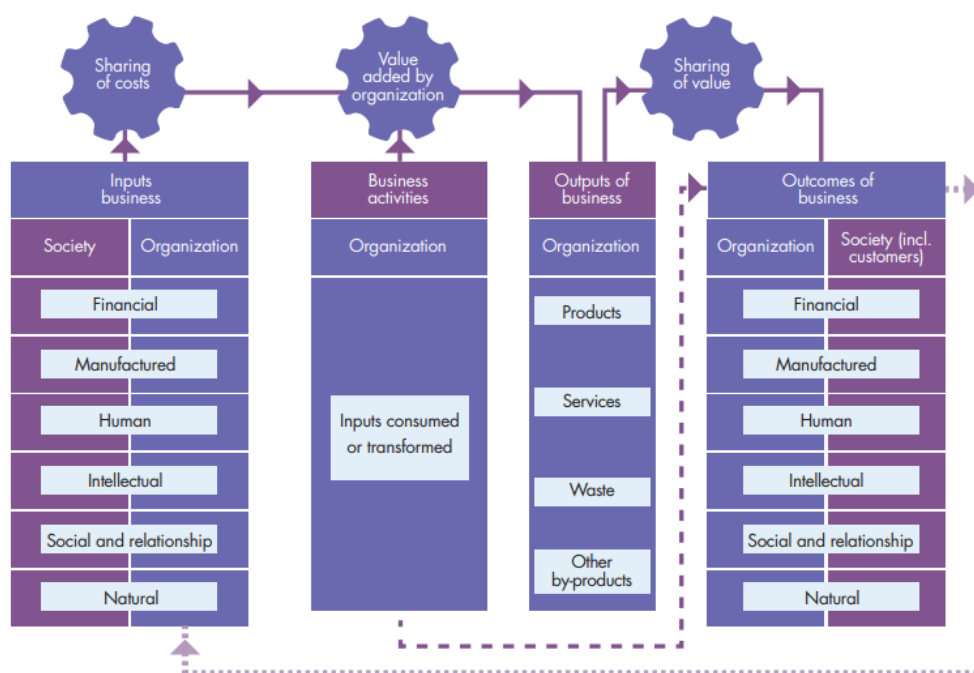 Sharing
of costs
Value
added by
organization
Sharing
of value
Inputs
business
Society
Organization
Financial
Manufactured
Human
Intellectual
Social and relationship
Natural
Business
activities
Organization
Inputs consumed
or transformed
Outputs of
business
Organization
Products
Services
Waste
Other
by-products
Outcomes of
business
Organization
Society (incl.
customers)
Financial
Manufactured
Human
Intellectual
Social and relationship
Natural